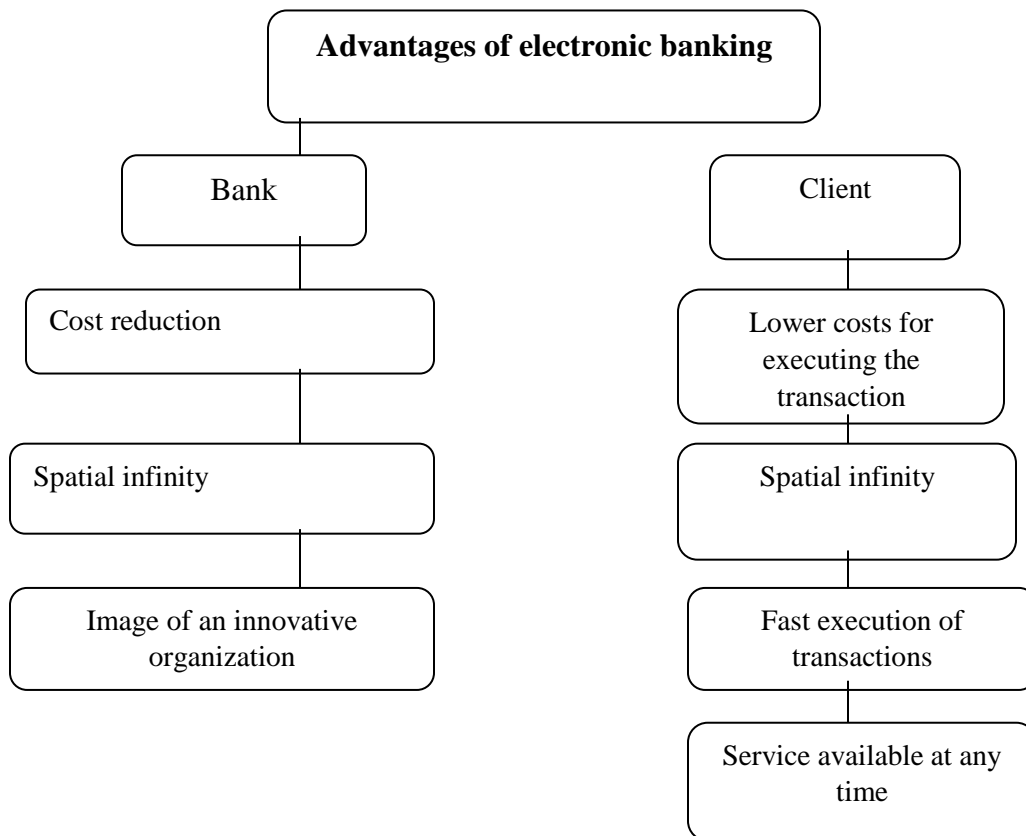 Advantages of electronic banking
Bank
Client
Cost reduction
Lower costs for
executing the
transaction
Spatial infinity
Spatial infinity
Image of an innovative
organization
Fast execution of
transactions
Service available at any
time